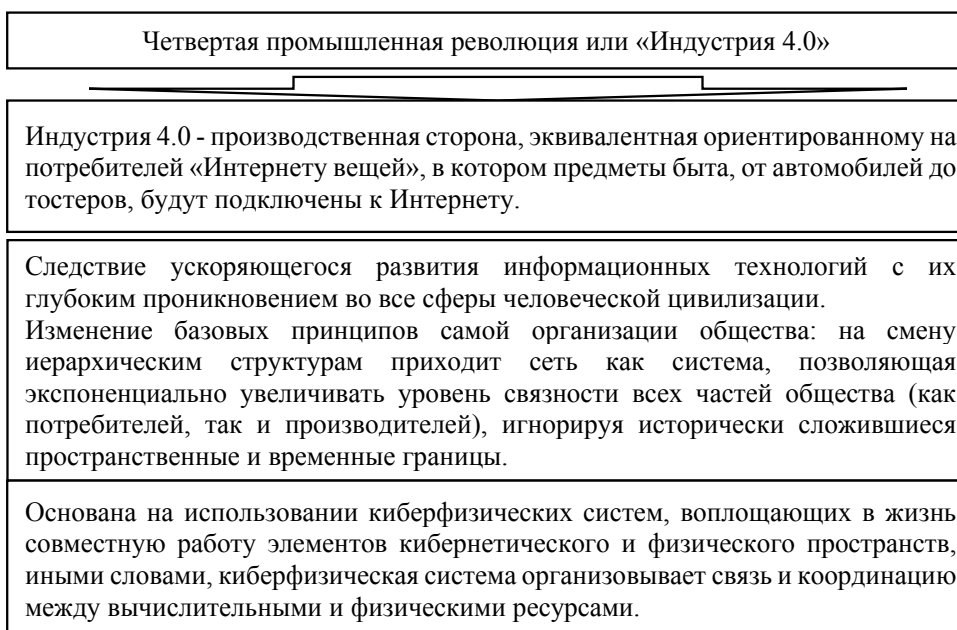 Четвертая промышленная революция или «Индустрия 4.0»
Индустрия 4.0 - производственная сторона, эквивалентная ориентированному на
потребителей «Интернету вещей», в котором предметы быта, от автомобилей до
тостеров, будут подключены к Интернету.
Следствие ускоряющегося развития информационных технологий с их
глубоким проникновением во все сферы человеческой цивилизации.
Изменение базовых принципов самой организации общества: на смену
иерархическим структурам приходит сеть как система, позволяющая
экспоненциально увеличивать уровень связности всех частей общества (как
потребителей, так и производителей), игнорируя исторически сложившиеся
пространственные и временные границы.
Основана на использовании киберфизических систем, воплощающих в жизнь
совместную работу элементов кибернетического и физического пространств,
иными словами, киберфизическая система организовывает связь и координацию
между вычислительными и физическими ресурсами.